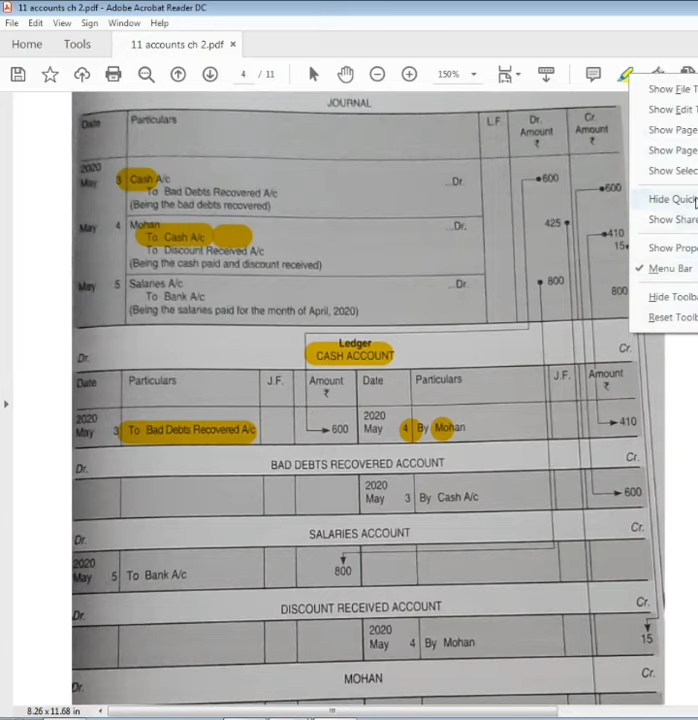 11 accounts ch 2.pdf - Adobe Acrobat Reader DC
File Edit View Sign Window Help
Home Tools 11 accounts ch 2.pdf ×
4 / 11 150%
JOURNAL
Date Particulars L.F. Dr. Amount ₹ Cr. Amount ₹
2020
May 3 Cash A/c ...Dr. 600
To Bad Debts Recovered A/c 600
(Being the bad debts recovered)
May 4 Mohan ...Dr. 425
To Cash A/c 410
To Discount Received A/c 15
(Being the cash paid and discount received)
May 5 Salaries A/c ...Dr. 800
To Bank A/c 800
(Being the salaries paid for the month of April, 2020)
Ledger
Dr. CASH ACCOUNT Cr.
Date Particulars J.F. Amount ₹ Date Particulars J.F. Amount ₹
2020 2020
May 3 To Bad Debts Recovered A/c 600 May 4 By Mohan 410
Dr. BAD DEBTS RECOVERED ACCOUNT Cr.
2020
May 3 By Cash A/c 600
Dr. SALARIES ACCOUNT Cr.
2020
May 5 To Bank A/c 800
Dr. DISCOUNT RECEIVED ACCOUNT Cr.
2020
May 4 By Mohan 15
Dr. MOHAN Cr.
Show File T
Show Edit T
Show Page
Show Page
Show Selec
Hide Quick
Show Share
Show Prope
Menu Bar
Hide Toolba
Reset Toolb
8.26 x 11.68 in